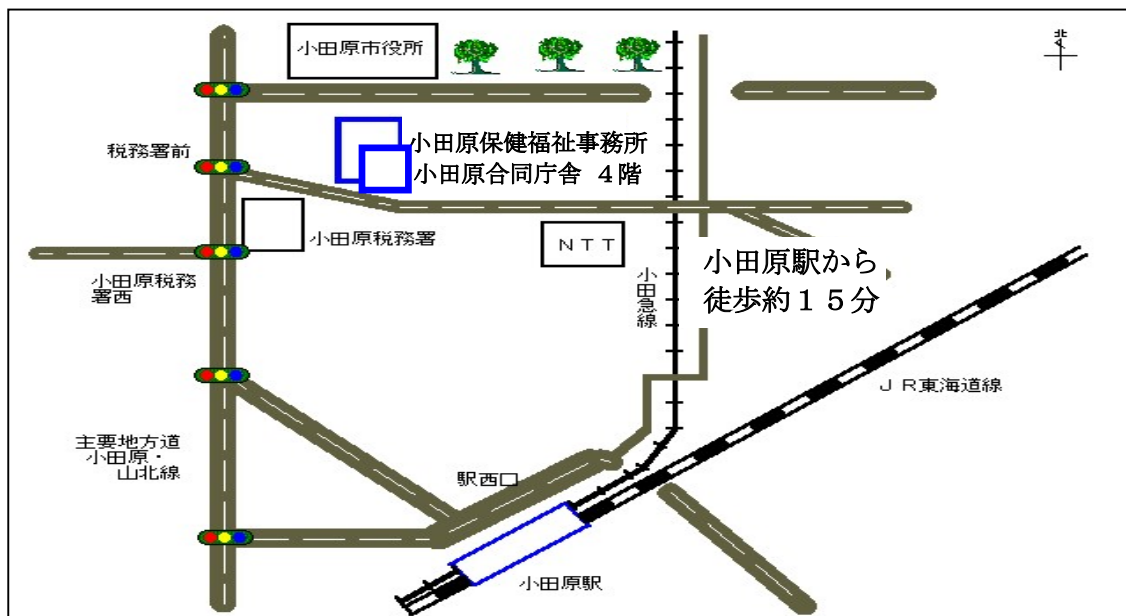 小田原市役所
北
税務署前
小田原保健福祉事務所
小田原合同庁舎 4階
小田原税務署
NTT
小田原税務
署西
小田急線
小田原駅から
徒歩約15分
JR東海道線
主要地方道
小田原・
山北線
駅西口
小田原駅